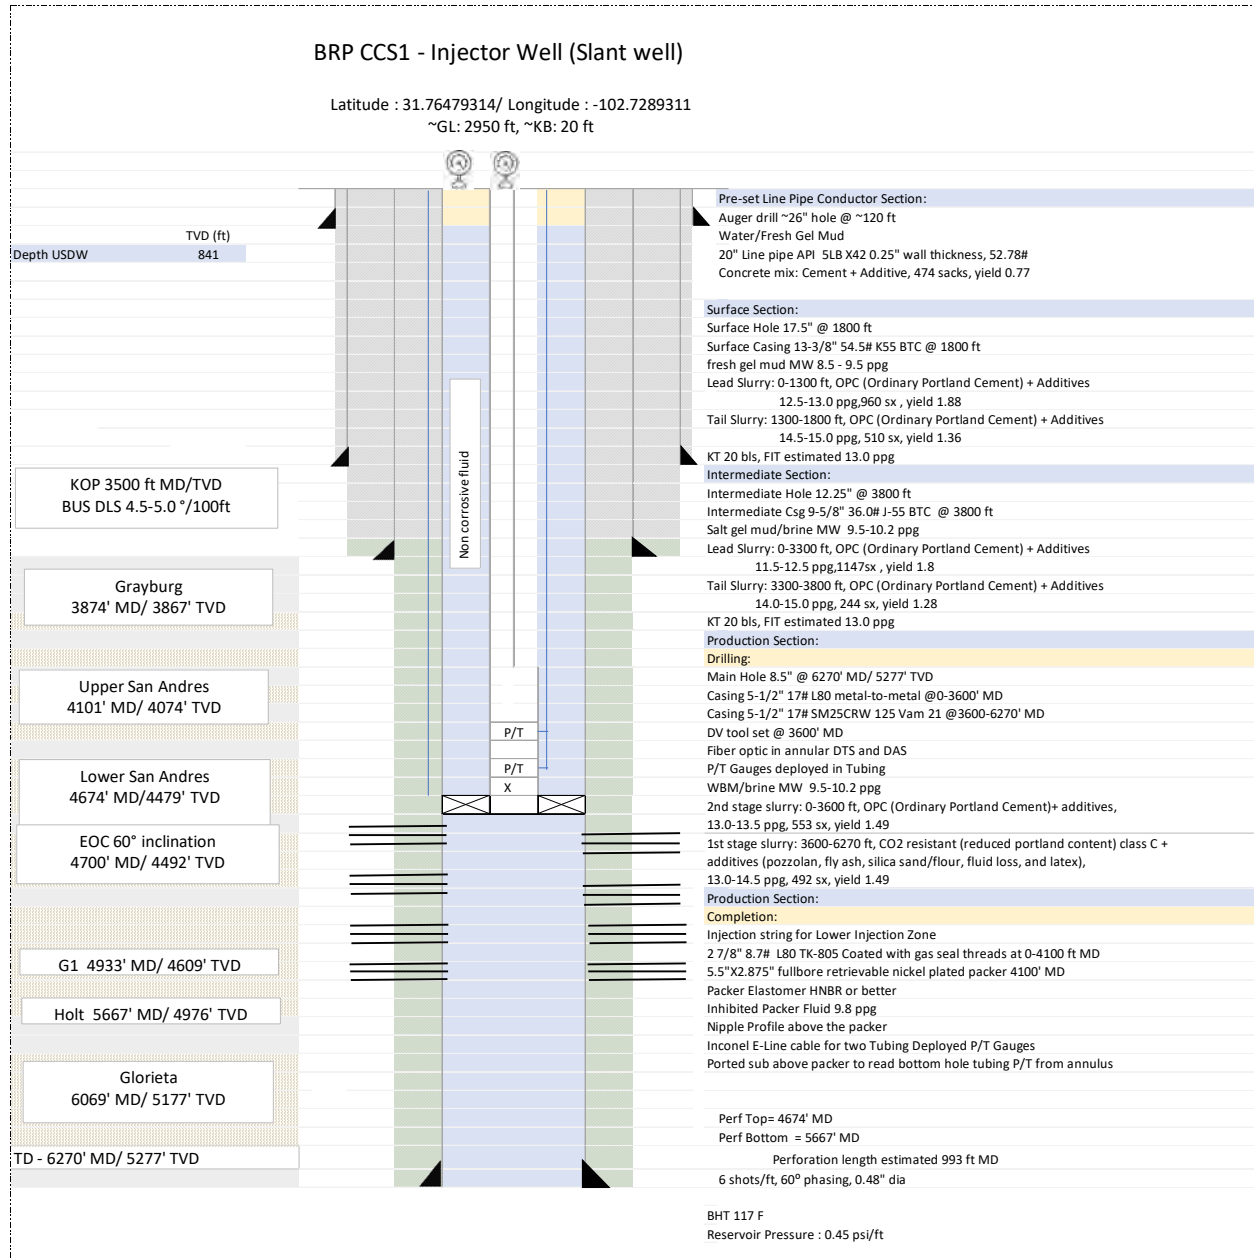 BRP CCS1 - Injector Well (Slant well)
Latitude : 31.76479314/ Longitude : -102.7289311
~GL: 2950 ft, ~KB: 20 ft
TVD (ft)
Depth USDW 841
KOP 3500 ft MD/TVD
BUS DLS 4.5-5.0 °/100ft
Grayburg
3874' MD/ 3867' TVD
Upper San Andres
4101' MD/ 4074' TVD
Lower San Andres
4674' MD/4479' TVD
EOC 60° inclination
4700' MD/ 4492' TVD
G1 4933' MD/ 4609' TVD
Holt 5667' MD/ 4976' TVD
Glorieta
6069' MD/ 5177' TVD
TD - 6270' MD/ 5277' TVD
Non corrosive fluid
P/T
P/T
X
Pre-set Line Pipe Conductor Section:
Auger drill ~26" hole @ ~120 ft
Water/Fresh Gel Mud
20" Line pipe API 5LB X42 0.25" wall thickness, 52.78#
Concrete mix: Cement + Additive, 474 sacks, yield 0.77
Surface Section:
Surface Hole 17.5" @ 1800 ft
Surface Casing 13-3/8" 54.5# K55 BTC @ 1800 ft
fresh gel mud MW 8.5 - 9.5 ppg
Lead Slurry: 0-1300 ft, OPC (Ordinary Portland Cement) + Additives
12.5-13.0 ppg,960 sx , yield 1.88
Tail Slurry: 1300-1800 ft, OPC (Ordinary Portland Cement) + Additives
14.5-15.0 ppg, 510 sx, yield 1.36
KT 20 bls, FIT estimated 13.0 ppg
Intermediate Section:
Intermediate Hole 12.25" @ 3800 ft
Intermediate Csg 9-5/8" 36.0# J-55 BTC @ 3800 ft
Salt gel mud/brine MW 9.5-10.2 ppg
Lead Slurry: 0-3300 ft, OPC (Ordinary Portland Cement) + Additives
11.5-12.5 ppg,1147sx , yield 1.8
Tail Slurry: 3300-3800 ft, OPC (Ordinary Portland Cement) + Additives
14.0-15.0 ppg, 244 sx, yield 1.28
KT 20 bls, FIT estimated 13.0 ppg
Production Section:
Drilling:
Main Hole 8.5" @ 6270' MD/ 5277' TVD
Casing 5-1/2" 17# L80 metal-to-metal @0-3600' MD
Casing 5-1/2" 17# SM25CRW 125 Vam 21 @3600-6270' MD
DV tool set @ 3600' MD
Fiber optic in annular DTS and DAS
P/T Gauges deployed in Tubing
WBM/brine MW 9.5-10.2 ppg
2nd stage slurry: 0-3600 ft, OPC (Ordinary Portland Cement)+ additives,
13.0-13.5 ppg, 553 sx, yield 1.49
1st stage slurry: 3600-6270 ft, CO2 resistant (reduced portland content) class C +
additives (pozzolan, fly ash, silica sand/flour, fluid loss, and latex),
13.0-14.5 ppg, 492 sx, yield 1.49
Production Section:
Completion:
Injection string for Lower Injection Zone
2 7/8" 8.7# L80 TK-805 Coated with gas seal threads at 0-4100 ft MD
5.5"X2.875" fullbore retrievable nickel plated packer 4100' MD
Packer Elastomer HNBR or better
Inhibited Packer Fluid 9.8 ppg
Nipple Profile above the packer
Inconel E-Line cable for two Tubing Deployed P/T Gauges
Ported sub above packer to read bottom hole tubing P/T from annulus
Perf Top= 4674' MD
Perf Bottom = 5667' MD
Perforation length estimated 993 ft MD
6 shots/ft, 60º phasing, 0.48" dia
BHT 117 F
Reservoir Pressure : 0.45 psi/ft